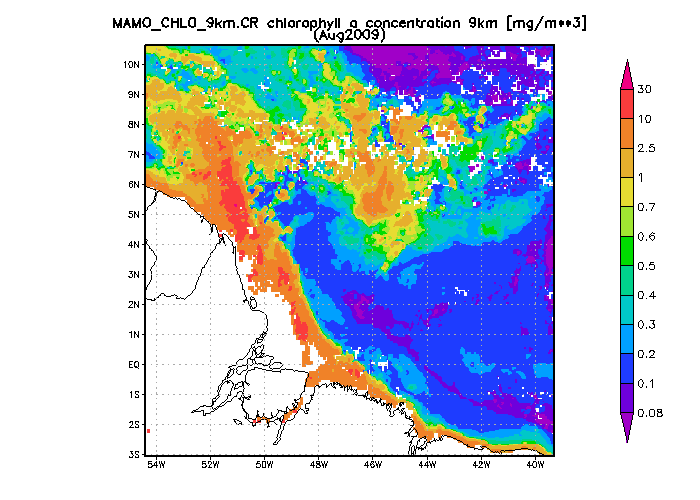 MAMO_CHLO_9km.CR chlorophyll a concentration 9km [mg/m**3]
(Aug2009)
10N
9N
8N
7N
6N
5N
4N
3N
2N
1N
EQ
1S
2S
3S
54W 52W 50W 48W 46W 44W 42W 40W
30
10
2.5
1
0.7
0.6
0.5
0.4
0.3
0.2
0.1
0.08